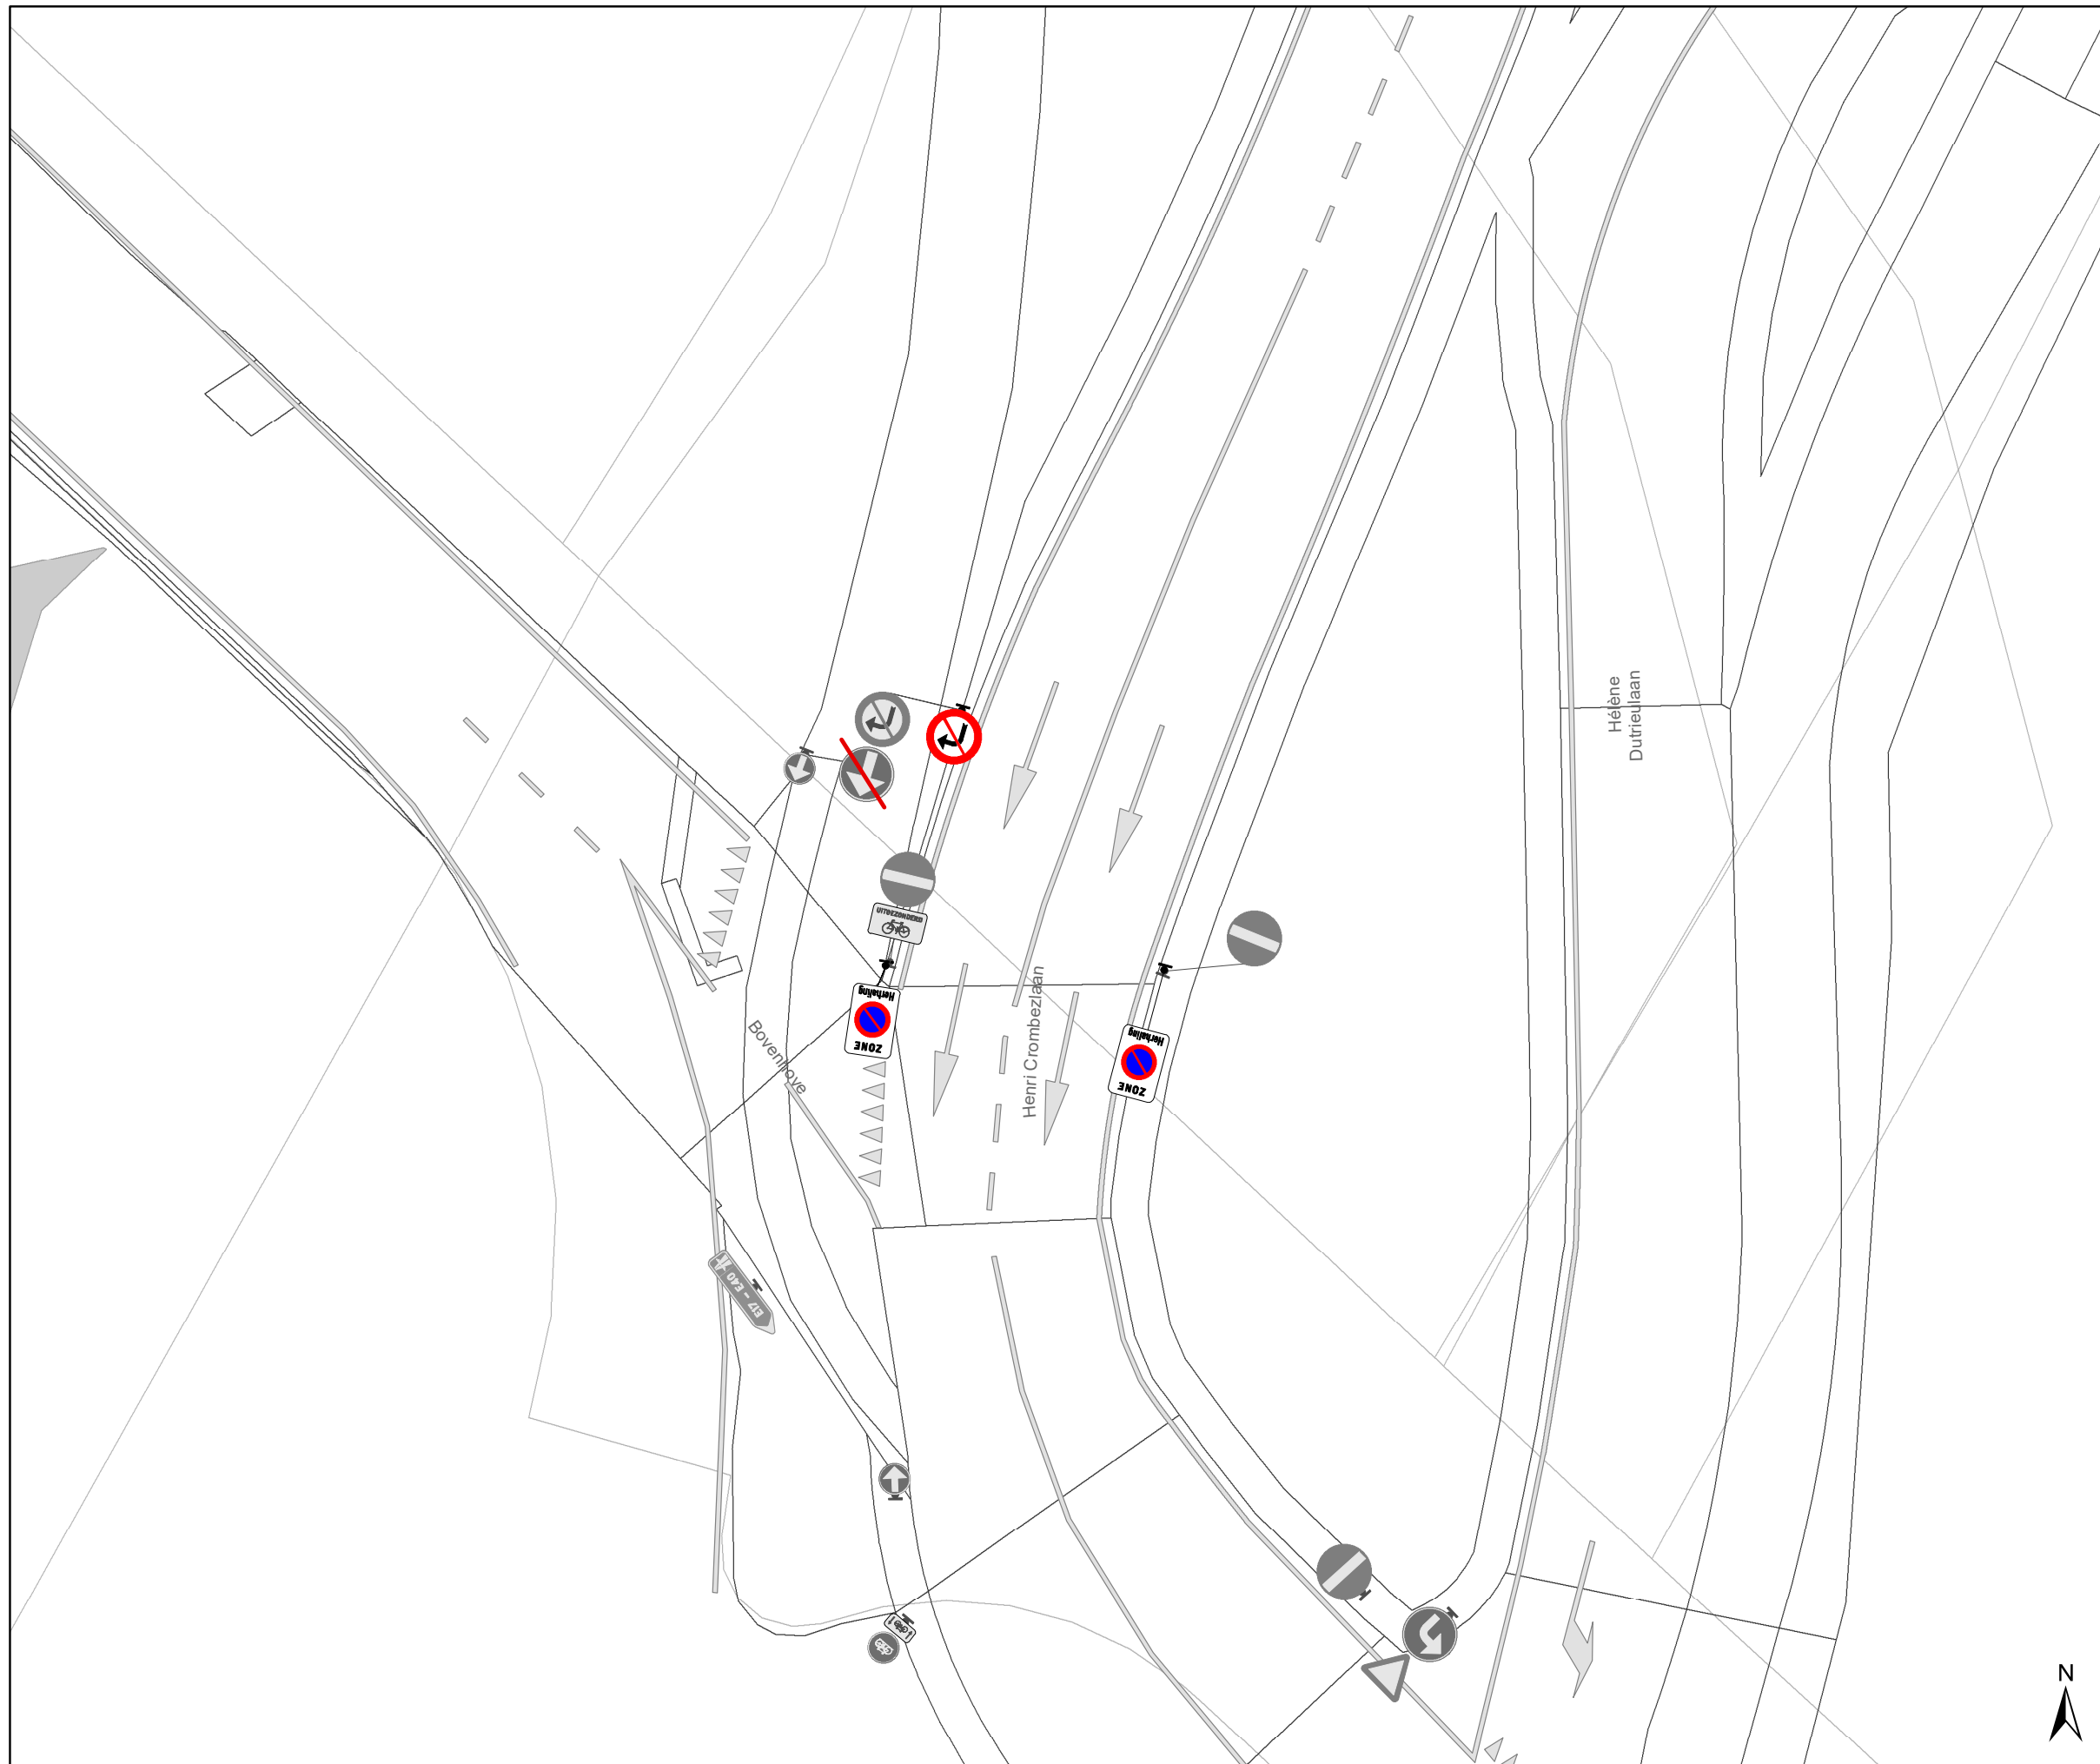 Hélène
Dutrieulaan
UITGEZONDERD
Herhaling
ZONE
Henri Crombezlaan
Herhaling
ZONE
Bovenhove
E17 - E40
N